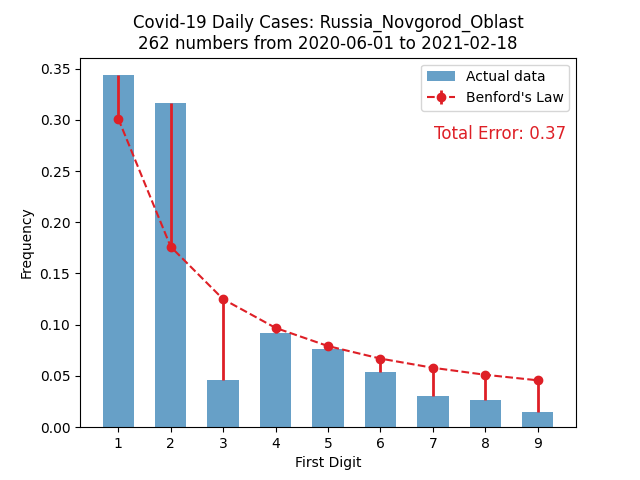 Covid-19 Daily Cases: Russia_Novgorod_Oblast
262 numbers from 2020-06-01 to 2021-02-18
Actual data
Benford's Law
Total Error: 0.37
0.35
0.30
0.25
0.20
0.15
0.10
0.05
0.00
Frequency
1 2 3 4 5 6 7 8 9
First Digit